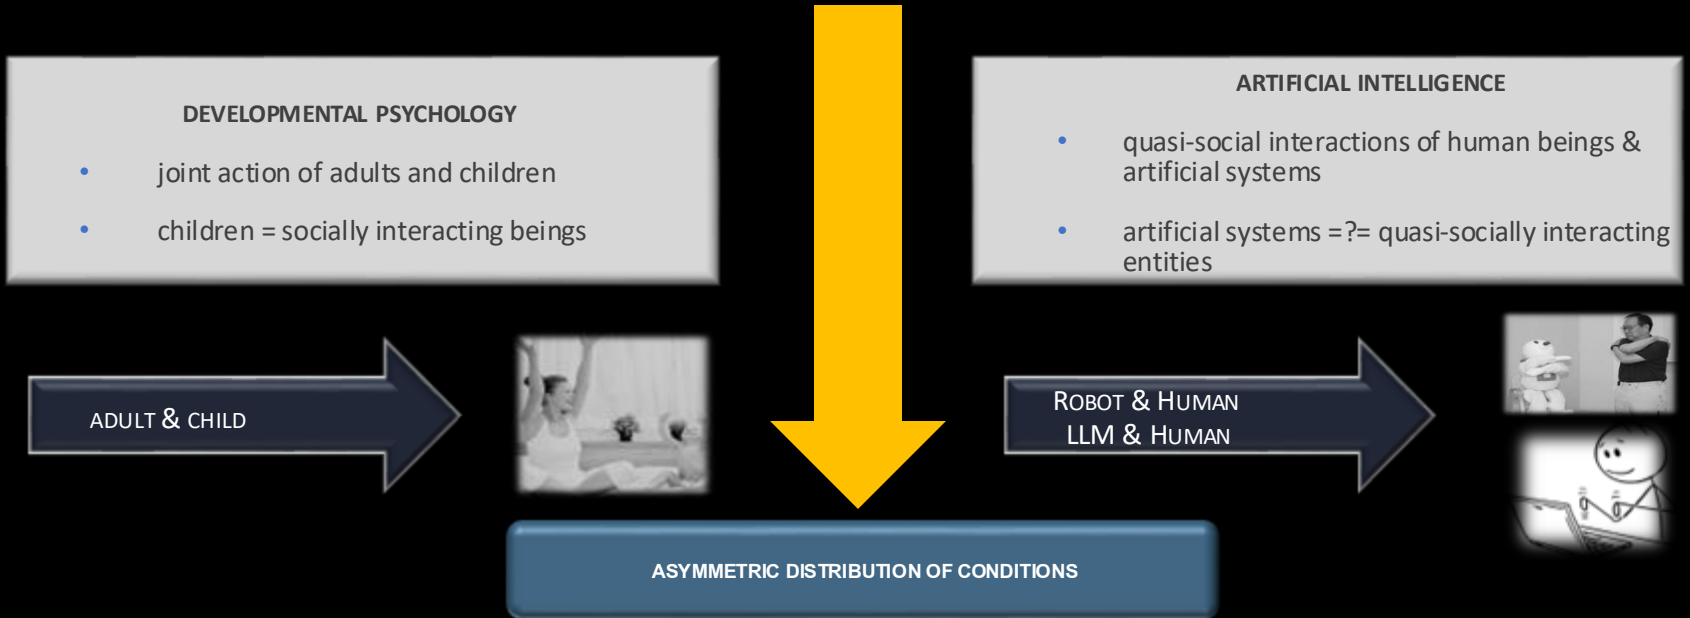 DEVELOPMENTAL PSYCHOLOGY
• joint action of adults and children
• children = socially interacting beings
ARTIFICIAL INTELLIGENCE
• quasi-social interactions of human beings &
artificial systems
• artificial systems =?= quasi-socially interacting
entities
ADULT & CHILD
ROBOT & HUMAN
LLM & HUMAN
ASYMMETRIC DISTRIBUTION OF CONDITIONS